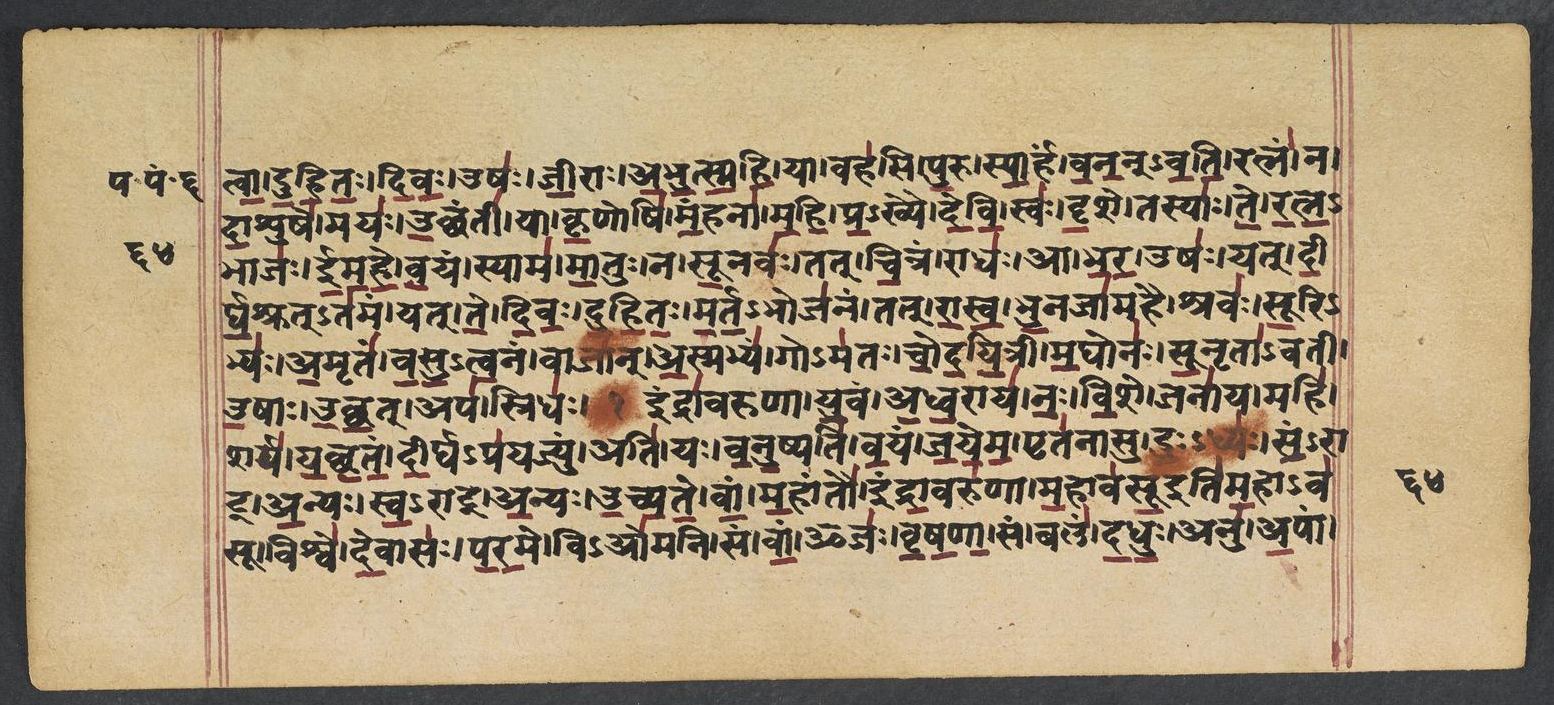 प॰ पं॰ ६
त्वा। दुहितः। दिवः। उषः। जीराः। अभुत्स्महि। या। वहसि। पुरु। स्पार्हं। वनन्ऽवति। रत्नं। न।
दाशुषे। मयः। उच्छंती। या। कृणोषि। मंहना। महि। प्रऽख्यै। देवि। स्वः। दृशे। तस्याः। ते। रत्नऽ
६४
भाजः। ईमहे। वयं। स्याम। मातुः। न। सूनवः। तत्। चित्रं। राधः। आ। भर। उषः। यत्। दी
र्घश्रुत्ऽतमं। यत्। ते। दिवः। दुहितः। मर्तऽभोजनं। तत्। रास्व। भुनजामहै। श्रवः। सूरिऽ
भ्यः। अमृतं। वसुऽत्वनं। वाजान्। अस्मभ्यं। गोऽमतः। चोदयित्री। मघोनः। सुनृताऽवती।
उषाः। उच्छत्। अप। स्रिधः। १ इंद्रावरुणा। युवं। अध्वराय। नः। विशे। जनाय। महि।
शर्म। यच्छतं। दीर्घऽप्रयज्युं। अति। यः। वनुष्यति। वयं। जयेम। पृतनासु। दुःऽध्यः। संऽरा
ट्। अन्यः। स्वऽराट्। अन्यः। उच्यते। वां। महांतौ। इंद्रावरुणा। महावसू इति महाऽव
६४
सू। विश्वे। देवासः। परमे। विऽओमनि। सं। वां। ओजः। वृषणा। सं। बलं। दधुः। अनु। अपां।